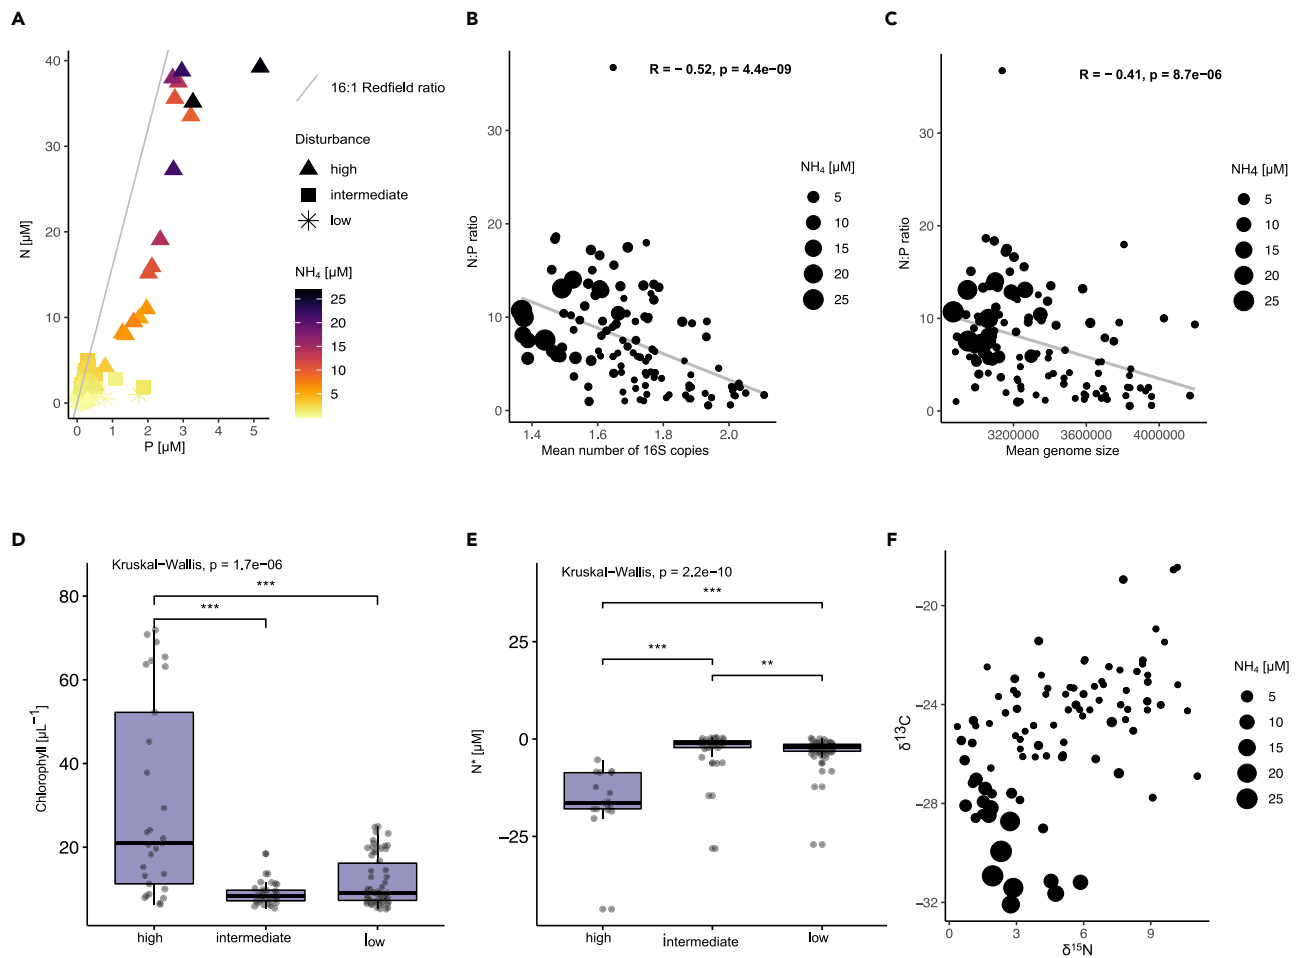 A
N [µM]
40
30
20
10
0
0
1
2
3
4
5
P [µM]
16:1 Redfield ratio
Disturbance
high
intermediate
low
NH₄ [µM]
25
20
15
10
5
B
R = − 0.52, p = 4.4e−09
N:P ratio
30
20
10
0
1.4
1.6
1.8
2.0
Mean number of 16S copies
NH₄ [µM]
5
10
15
20
25
C
R = − 0.41, p = 8.7e−06
N:P ratio
30
20
10
0
3200000
3600000
4000000
Mean genome size
NH4 [µM]
5
10
15
20
25
D
Kruskal−Wallis, p = 1.7e−06
***
***
Chlorophyll [µL⁻¹]
80
60
40
20
high
intermediate
low
E
Kruskal−Wallis, p = 2.2e−10
***
***
**
N* [µM]
25
0
−25
high
intermediate
low
F
δ¹³C
−20
−24
−28
−32
0
3
6
9
δ¹⁵N
NH₄ [µM]
5
10
15
20
25